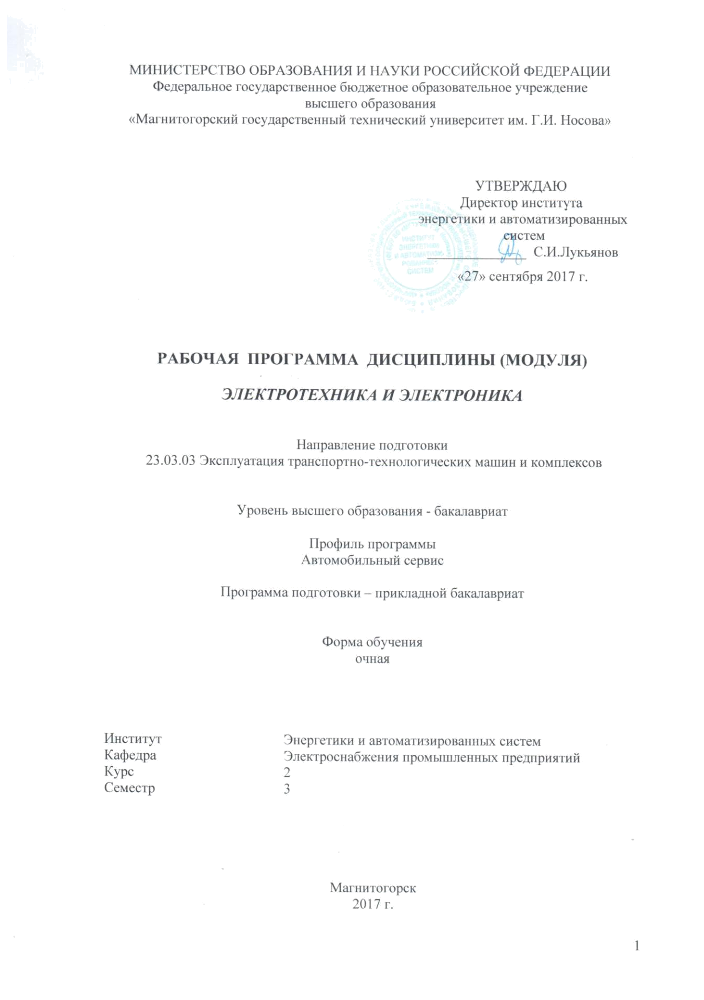 МИНИСТЕРСТВО ОБРАЗОВАНИЯ И НАУКИ РОССИЙСКОЙ ФЕДЕРАЦИИ
Федеральное государственное бюджетное образовательное учреждение
высшего образования
«Магнитогорский государственный технический университет им. Г.И. Носова»
УТВЕРЖДАЮ
Директор института
энергетики и автоматизированных
систем
С.И.Лукьянов
«27» сентября 2017 г.
ИНСТИТУТ
ЭНЕРГЕТИКИ
И АВТОМАТИЗИ-
РОВАННЫХ
СИСТЕМ
РАБОЧАЯ ПРОГРАММА ДИСЦИПЛИНЫ (МОДУЛЯ)
ЭЛЕКТРОТЕХНИКА И ЭЛЕКТРОНИКА
Направление подготовки
23.03.03 Эксплуатация транспортно-технологических машин и комплексов
Уровень высшего образования - бакалавриат
Профиль программы
Автомобильный сервис
Программа подготовки – прикладной бакалавриат
Форма обучения
очная
Институт Энергетики и автоматизированных систем
Кафедра Электроснабжения промышленных предприятий
Курс 2
Семестр 3
Магнитогорск
2017 г.
1